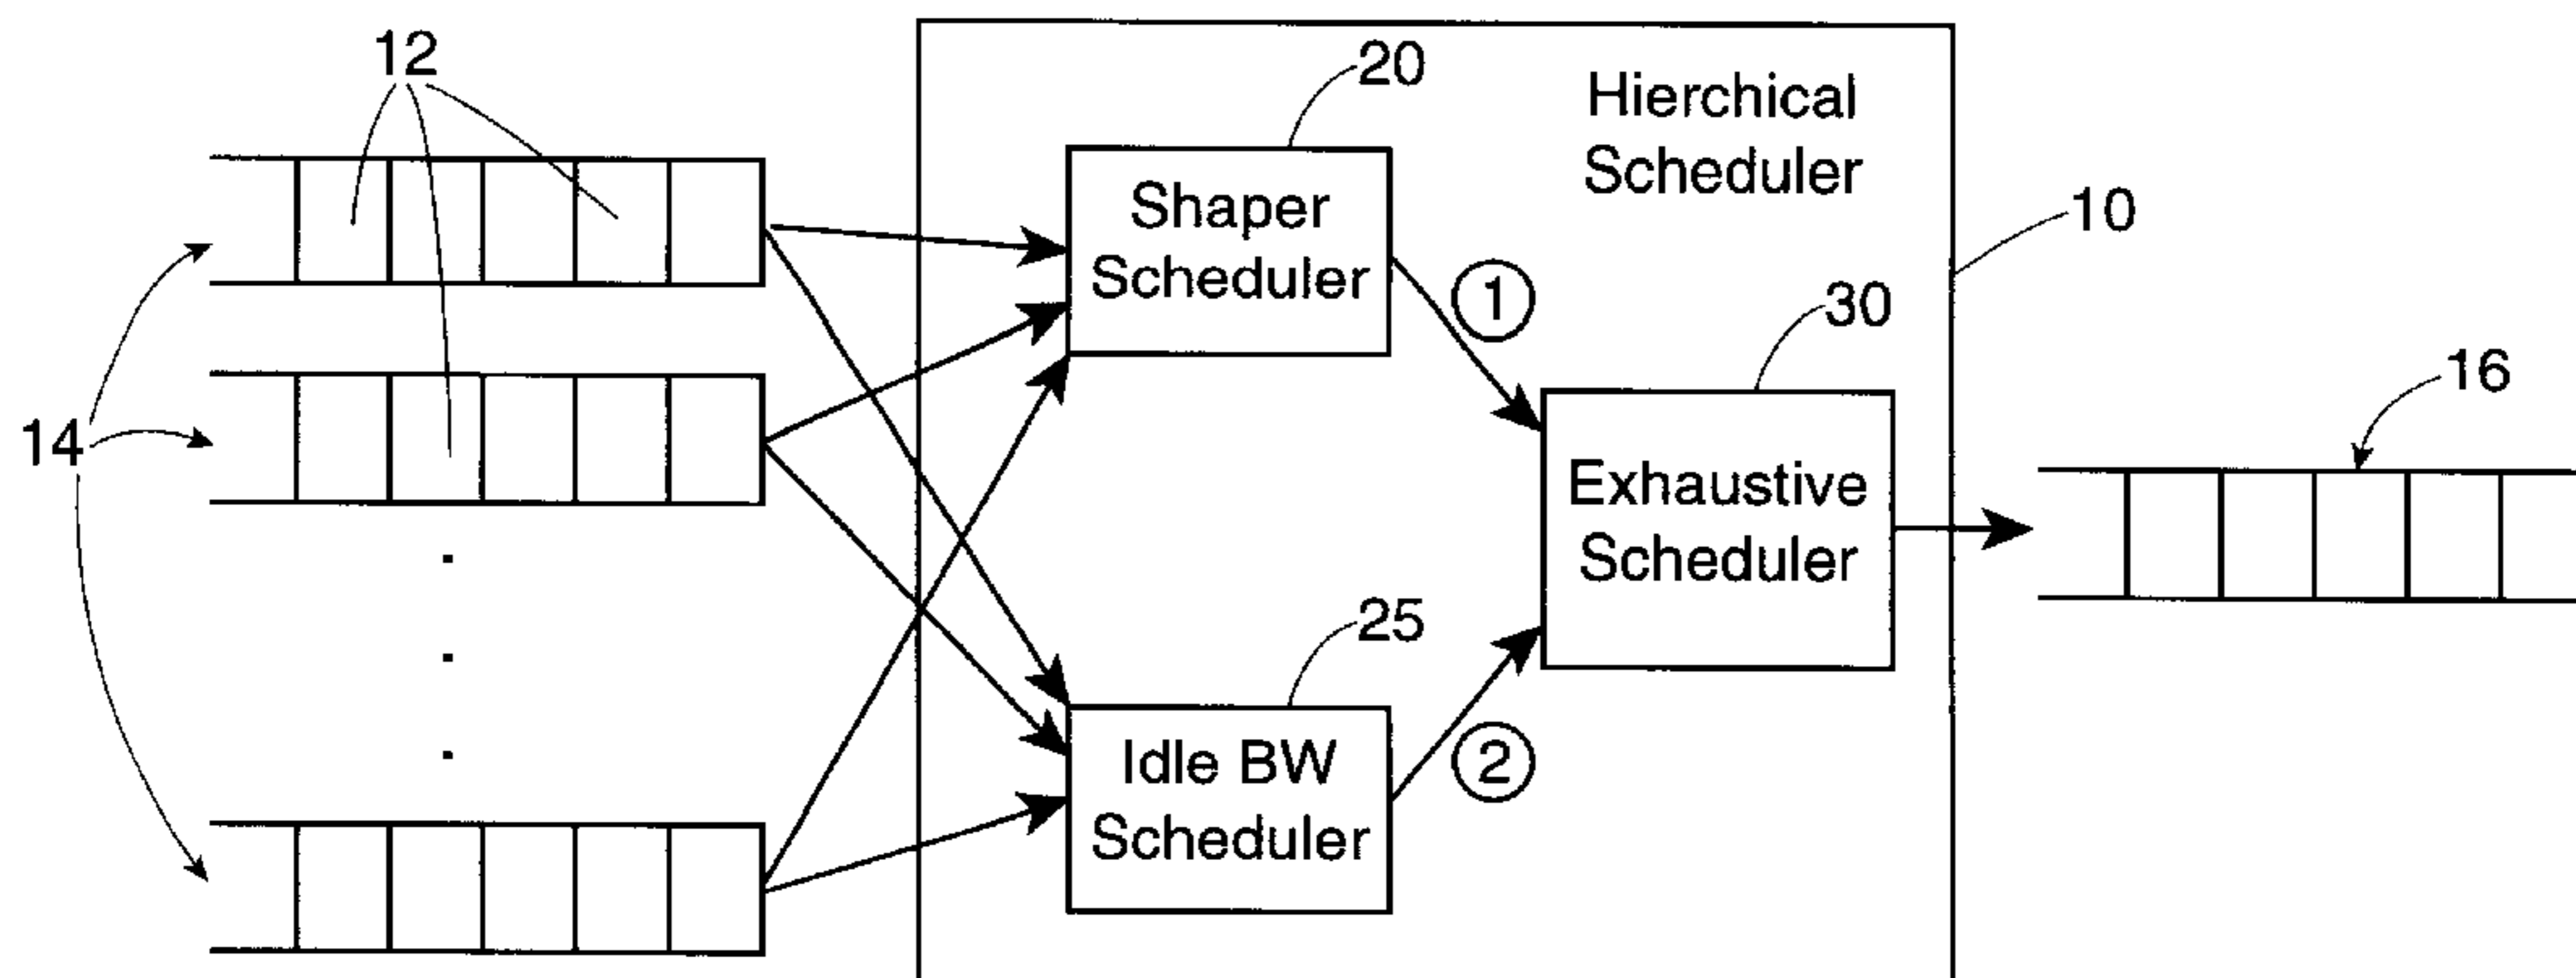 12
20
Hierchical
Scheduler
10
Shaper
Scheduler
1
30
14
16
Exhaustive
Scheduler
25
Idle BW
Scheduler
2